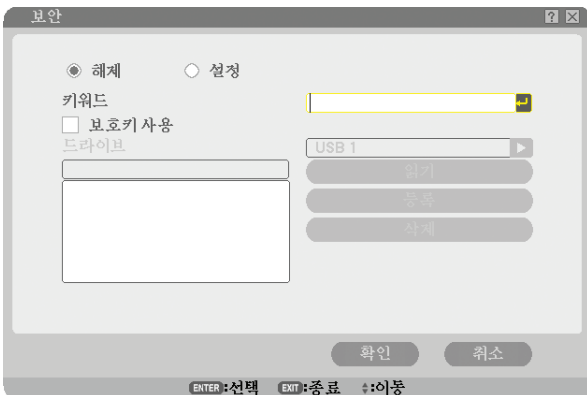 보안
해제 설정
키워드
보호키 사용
드라이브 USB 1
읽기
등록
삭제
확인 취소
ENTER:선택 EXIT:종료 :이동